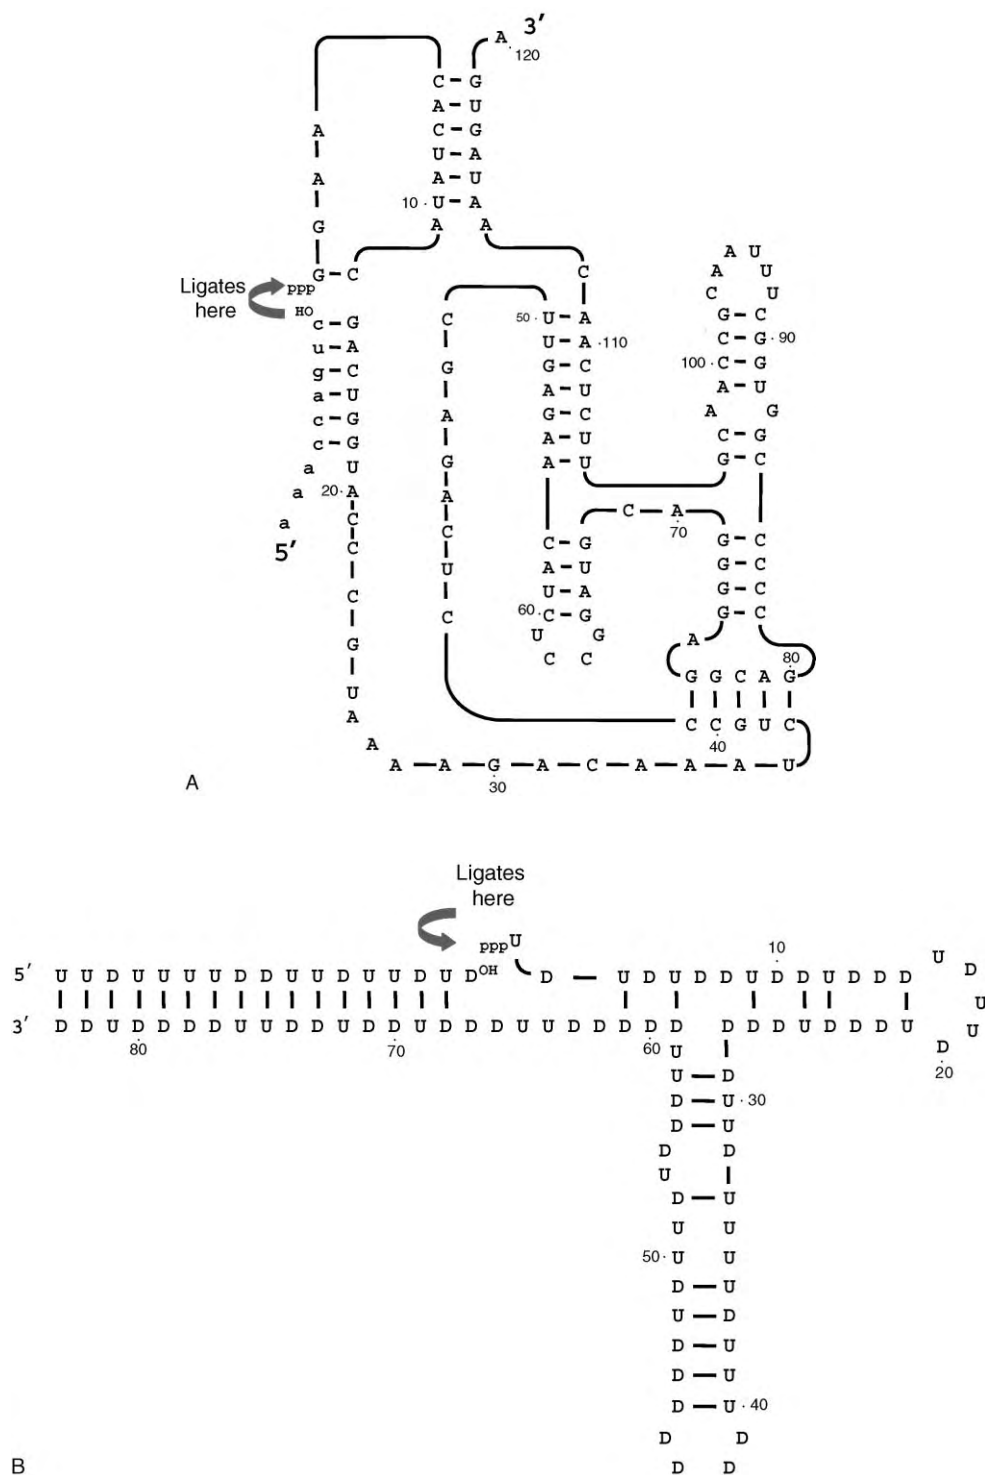 3′
A
120
C G
A U
A C G
U A
A A U
10 U A
G A A
A U
A U
G C C
C U
Ligates
here
ppp
HO
c G C 50 U A G C
u A U A 110 C G 90
g C G G C 100 C G
a U A C A U
c G A G U C A G
c G A U C G
a U G A U G C
a 20 A A
C C A 70
a
5′
C C C G G C
C U U A G C
C U A G C
60 C C G G C
U G A
G C C 80
G G C A G
U
A C C G U C
A 40
A A G A C A A A U
30
A
Ligates
here
ppp U
5′ U U D U U U U D D U U D U U D U D OH D U D U D D U D D U D D D U D
10
U
3′ D D U D D D D U U D D U D D U D D D U U D D D D D D D D U D D D U U
80 70 60 D 20
U
U D
D U 30
D U
D D
U
D U
U U
50 U U
D D
U D
D U
D U
D U 40
D D
D D
B